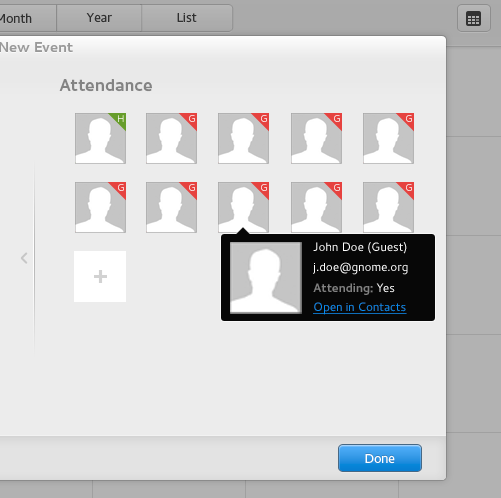 Month Year List
New Event
Attendance
H G G G G
G G G G G
John Doe (Guest)
j.doe@gnome.org
Attending: Yes
Open in Contacts
Done